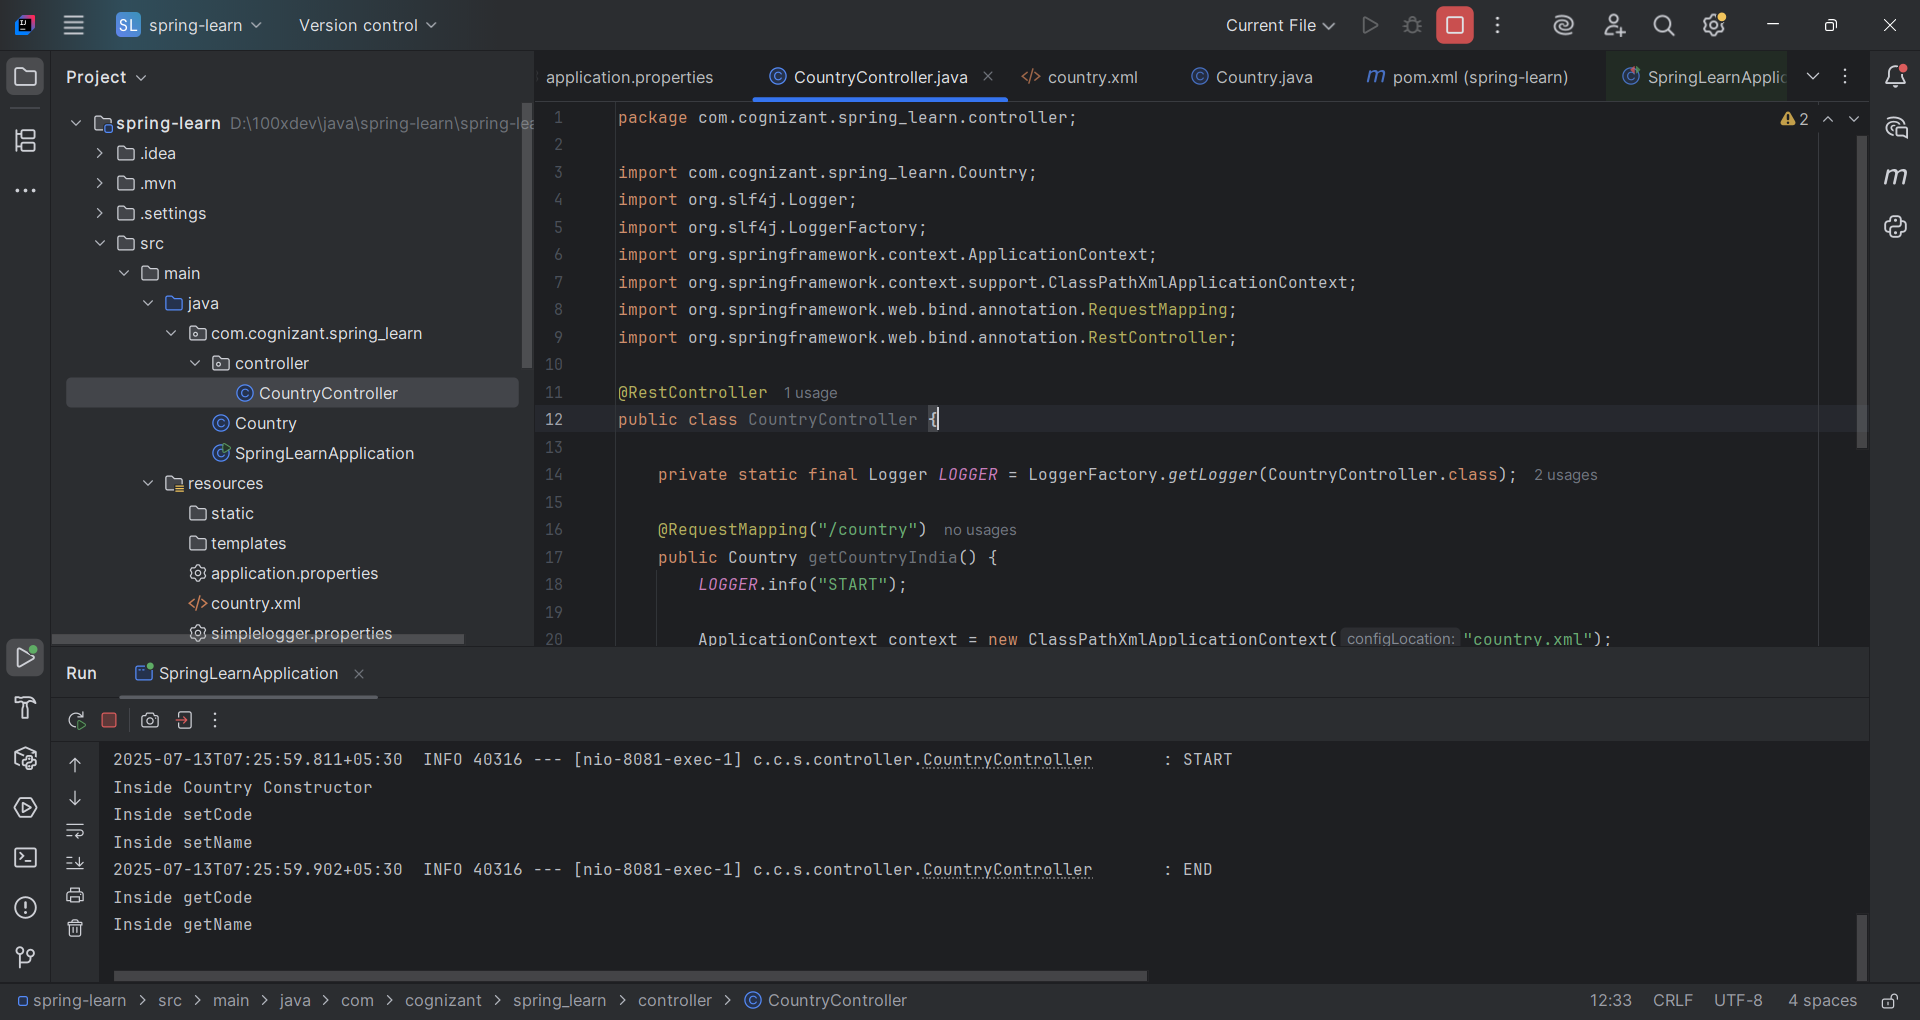 SL spring-learn Version control Current File
Project
application.properties CountryController.java country.xml Country.java pom.xml (spring-learn) SpringLearnApplic
spring-learn D:\100xdev\java\spring-learn\spring-lea
.idea
.mvn
.settings
src
main
java
com.cognizant.spring_learn
controller
CountryController
Country
SpringLearnApplication
resources
static
templates
application.properties
country.xml
simplelogger.properties
2
1 package com.cognizant.spring_learn.controller;
2
3 import com.cognizant.spring_learn.Country;
4 import org.slf4j.Logger;
5 import org.slf4j.LoggerFactory;
6 import org.springframework.context.ApplicationContext;
7 import org.springframework.context.support.ClassPathXmlApplicationContext;
8 import org.springframework.web.bind.annotation.RequestMapping;
9 import org.springframework.web.bind.annotation.RestController;
10
11 @RestController 1 usage
12 public class CountryController {
13
14 private static final Logger LOGGER = LoggerFactory.getLogger(CountryController.class); 2 usages
15
16 @RequestMapping("/country") no usages
17 public Country getCountryIndia() {
18 LOGGER.info("START");
19
20 ApplicationContext context = new ClassPathXmlApplicationContext( configLocation: "country.xml");
Run SpringLearnApplication
2025-07-13T07:25:59.811+05:30 INFO 40316 --- [nio-8081-exec-1] c.c.s.controller.CountryController : START
Inside Country Constructor
Inside setCode
Inside setName
2025-07-13T07:25:59.902+05:30 INFO 40316 --- [nio-8081-exec-1] c.c.s.controller.CountryController : END
Inside getCode
Inside getName
spring-learn > src > main > java > com > cognizant > spring_learn > controller > CountryController 12:33 CRLF UTF-8 4 spaces